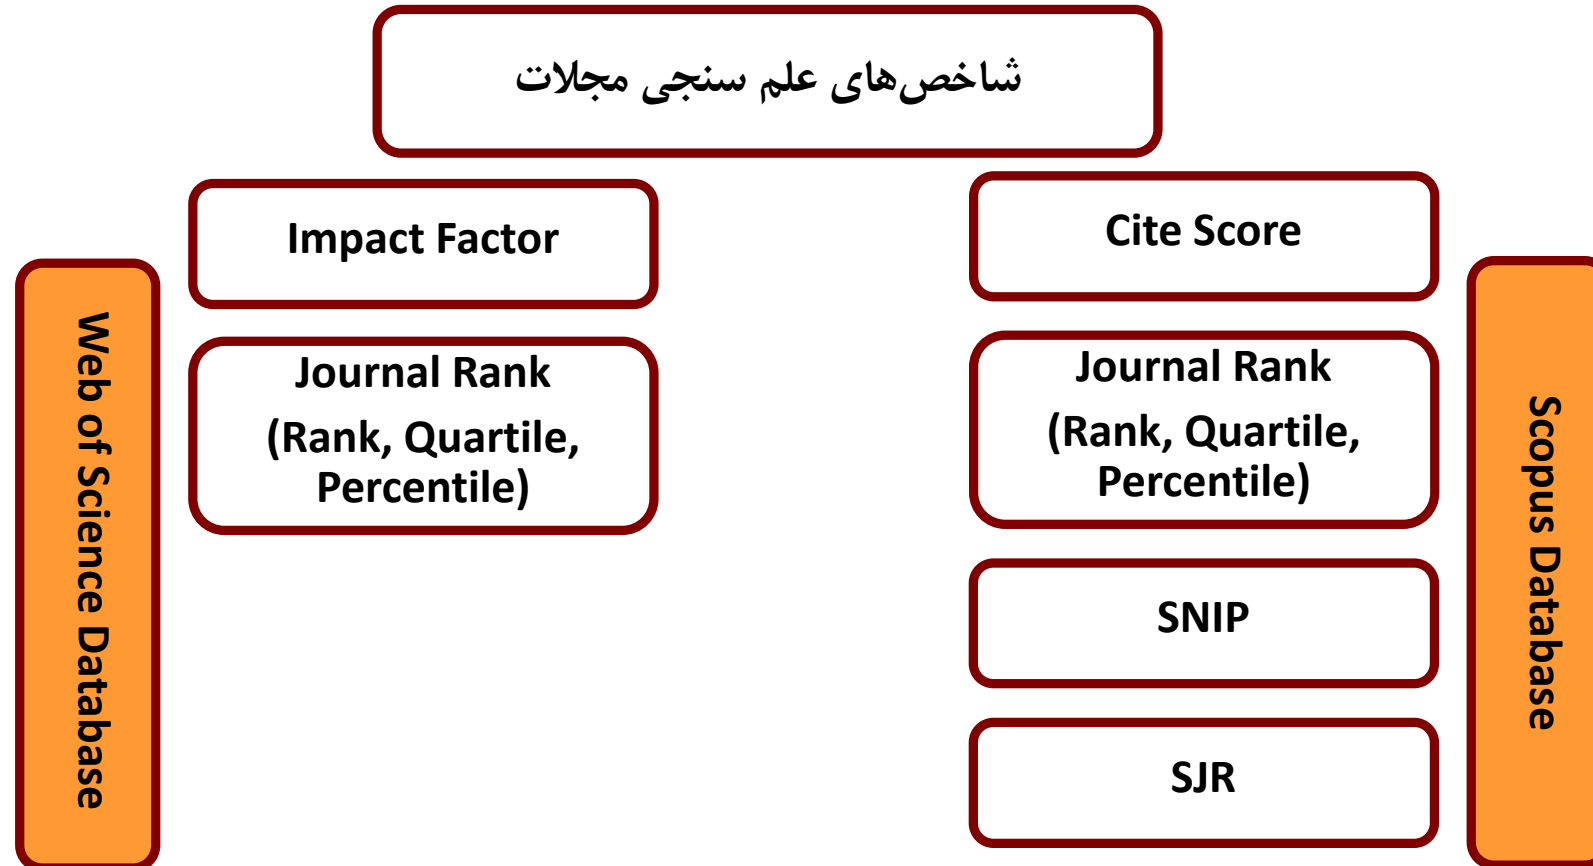 شاخص‌های علم سنجی مجلات
Impact Factor
Cite Score
Web of Science Database
Journal Rank
(Rank, Quartile,
Percentile)
Journal Rank
(Rank, Quartile,
Percentile)
Scopus Database
SNIP
SJR